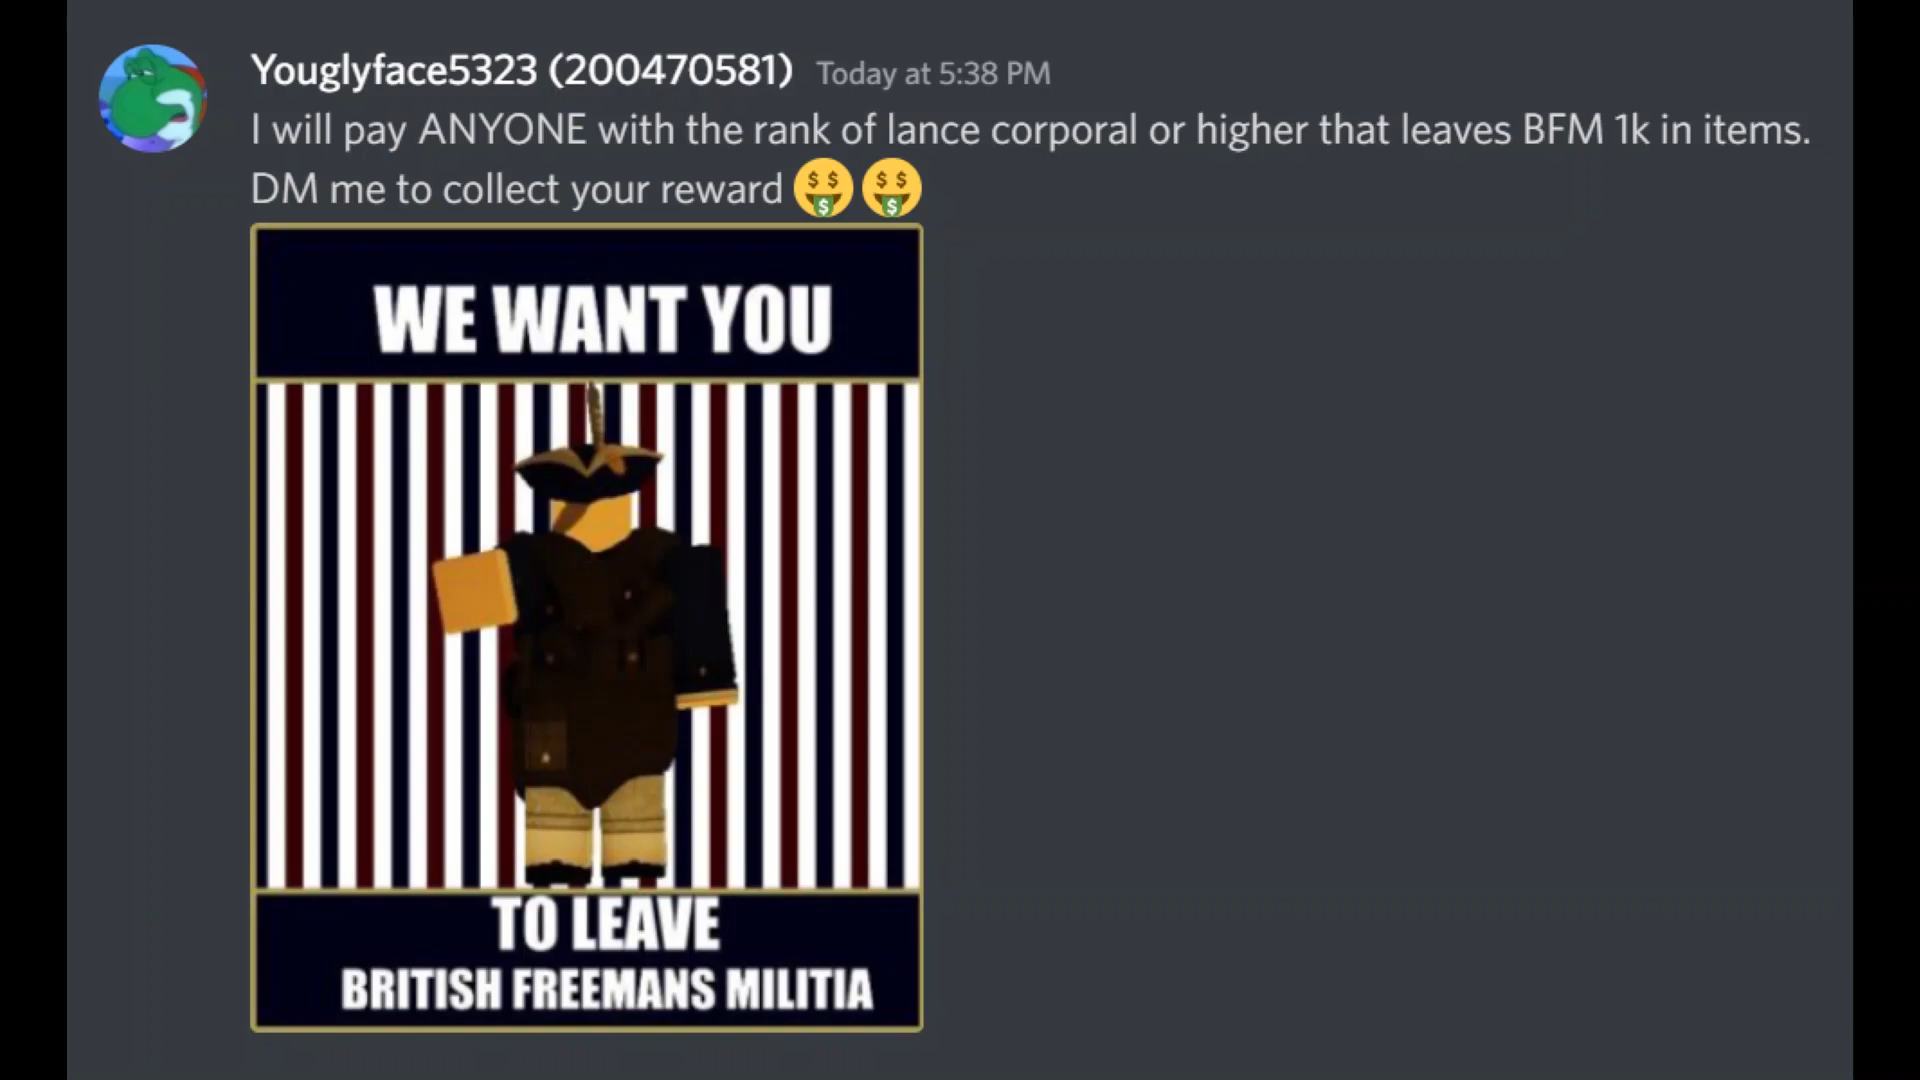 Youglyface5323 (200470581) Today at 5:38 PM
I will pay ANYONE with the rank of lance corporal or higher that leaves BFM 1k in items.
DM me to collect your reward 🤑🤑
WE WANT YOU
TO LEAVE
BRITISH FREEMANS MILITIA